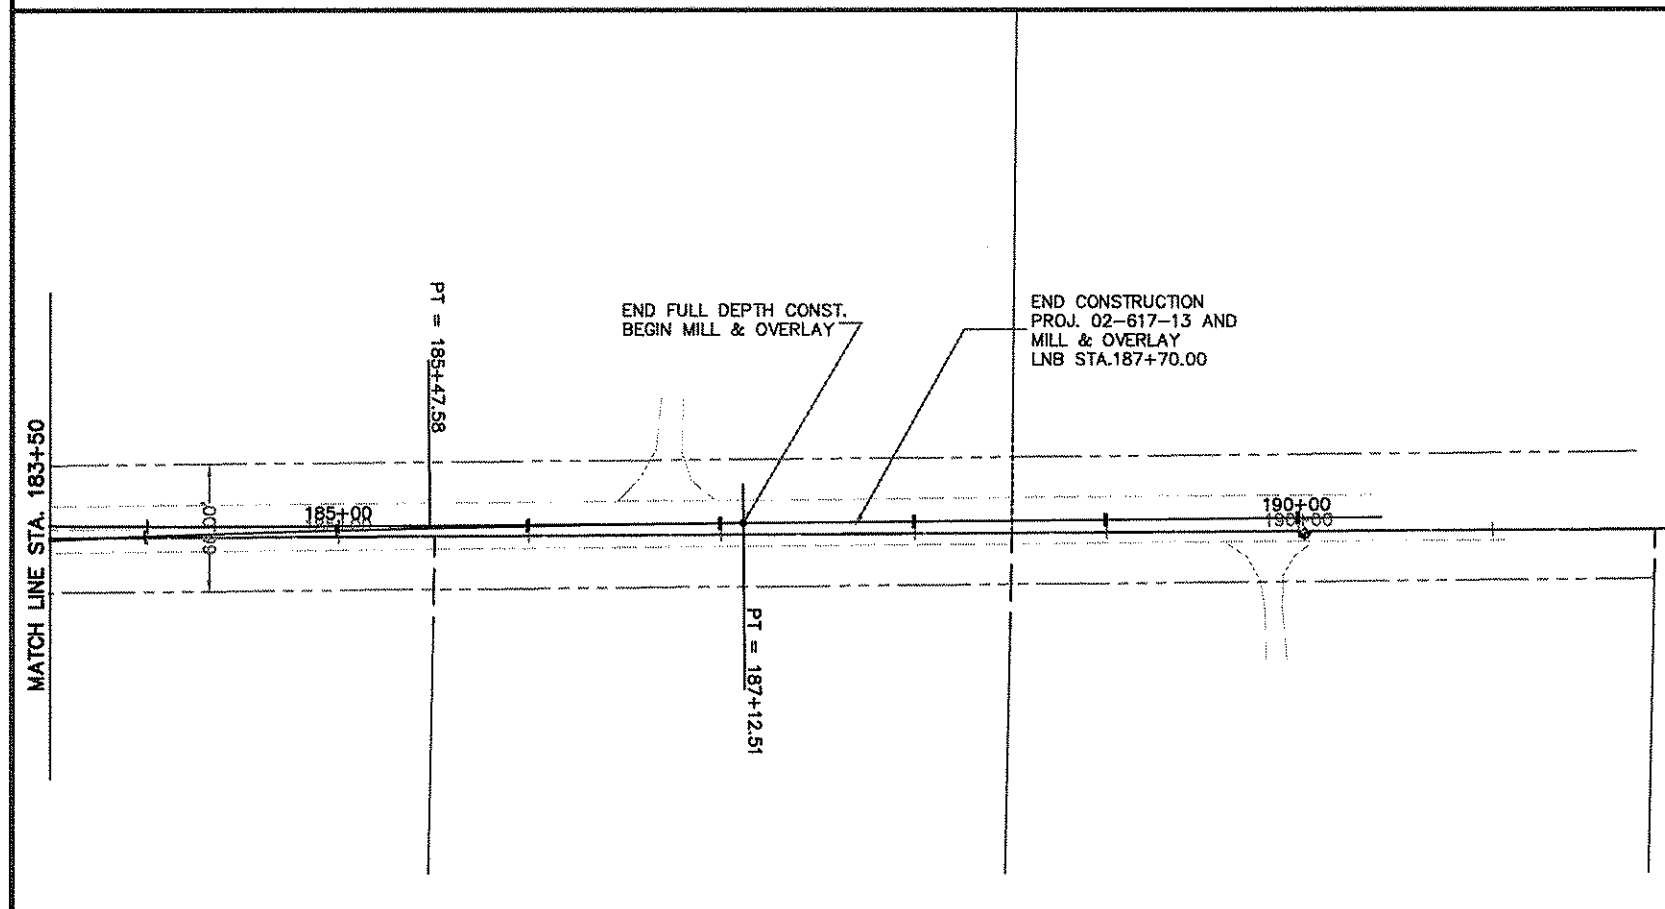 MATCH LINE STA. 183+50
PT = 185+47.58
END FULL DEPTH CONST.
BEGIN MILL & OVERLAY
END CONSTRUCTION
PROJ. 02-617-13 AND
MILL & OVERLAY
LNB STA.187+70.00
185+00
190+00
190+00
PT = 187+12.51